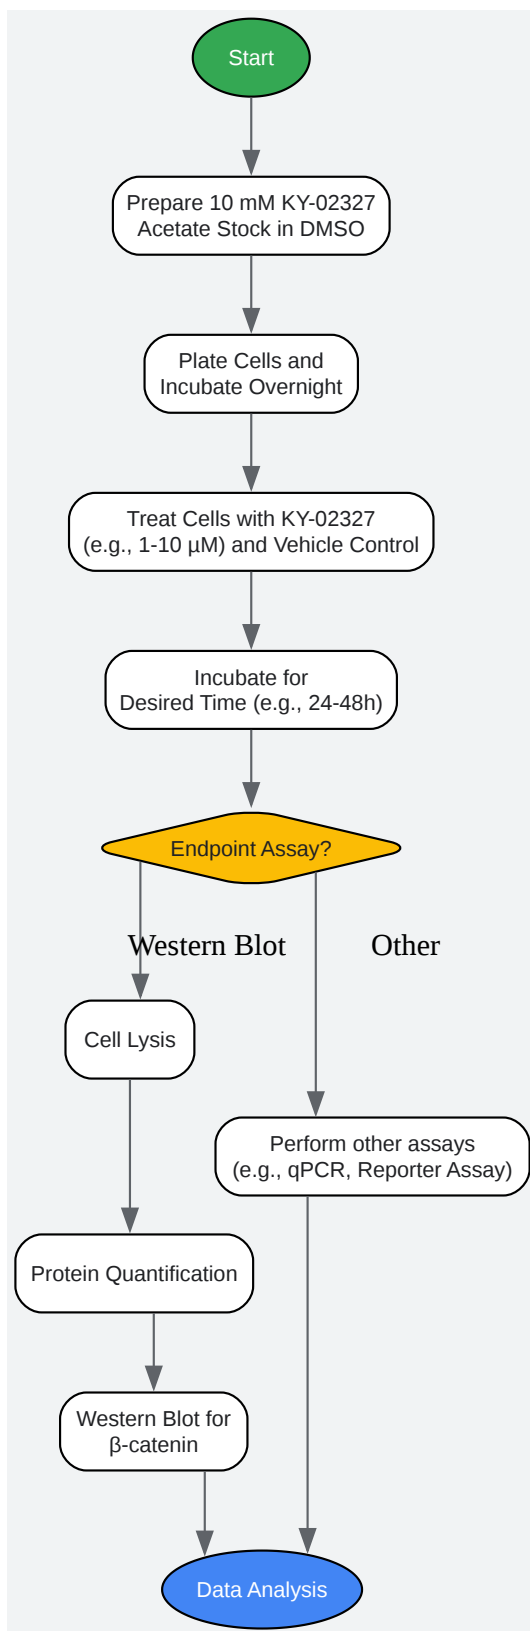 Start
Prepare 10 mM KY-02327
Acetate Stock in DMSO
Plate Cells and
Incubate Overnight
Treat Cells with KY-02327
(e.g., 1-10 µM) and Vehicle Control
Incubate for
Desired Time (e.g., 24-48h)
Endpoint Assay?
Western Blot
Other
Cell Lysis
Perform other assays
(e.g., qPCR, Reporter Assay)
Protein Quantification
Western Blot for
β-catenin
Data Analysis